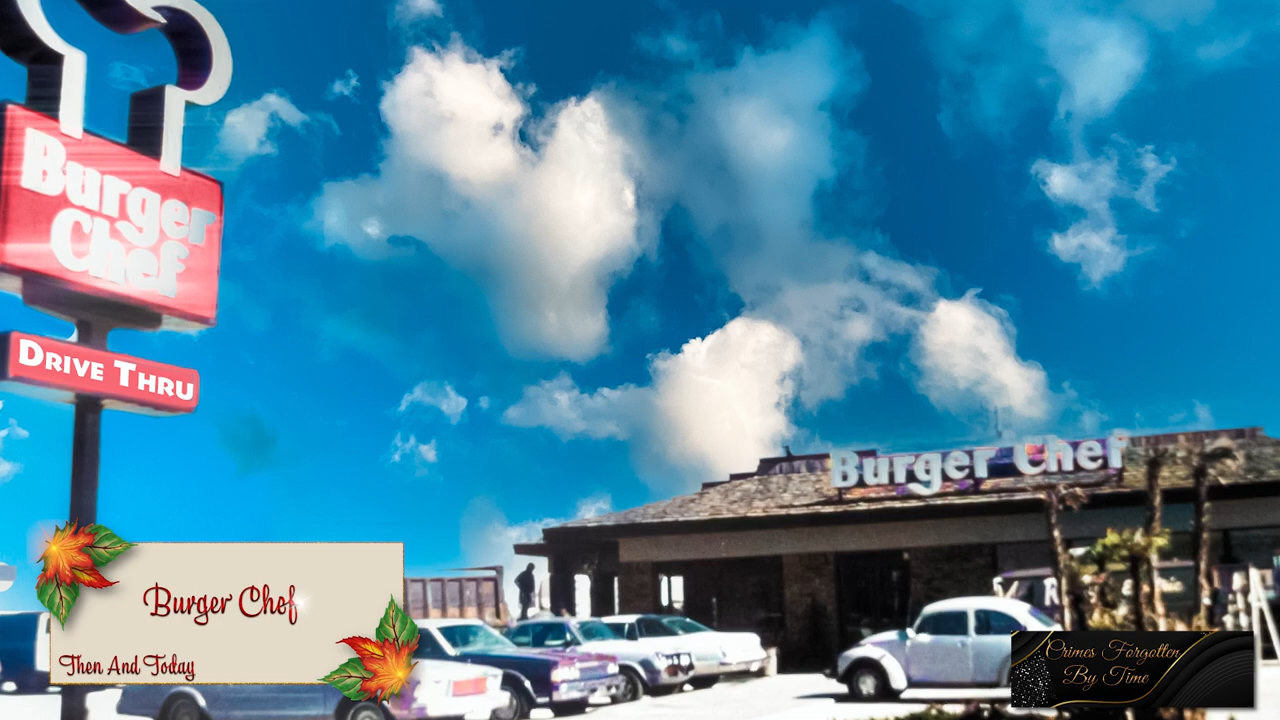 Burger
Chef
DRIVE THRU
Burger Chef
Burger Chef
Then And Today
Crimes Forgotten
By Time